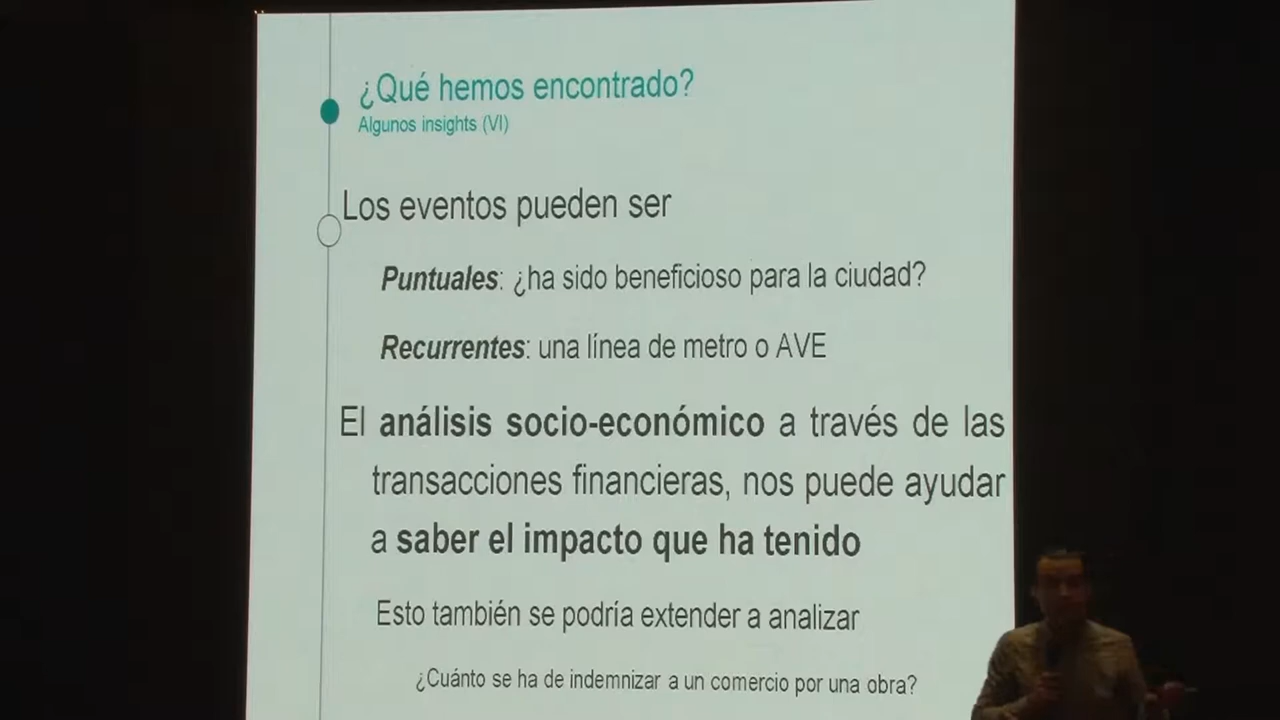 ¿Qué hemos encontrado?
Algunos insights (VI)
Los eventos pueden ser
Puntuales: ¿ha sido beneficioso para la ciudad?
Recurrentes: una línea de metro o AVE
El análisis socio-económico a través de las
transacciones financieras, nos puede ayudar
a saber el impacto que ha tenido
Esto también se podría extender a analizar
¿Cuánto se ha de indemnizar a un comercio por una obra?